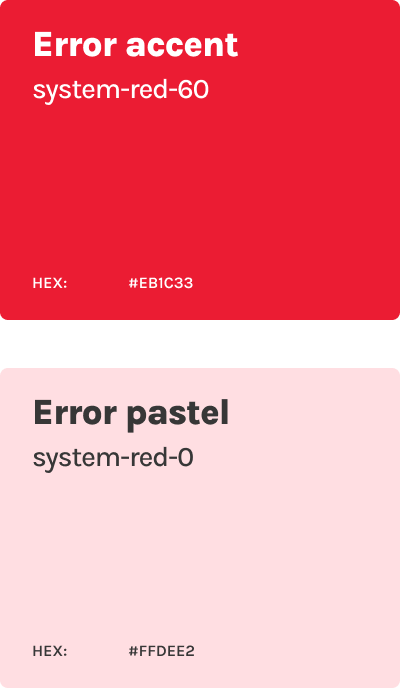 Error accent
system-red-60
HEX: #EB1C33
Error pastel
system-red-0
HEX: #FFDEE2